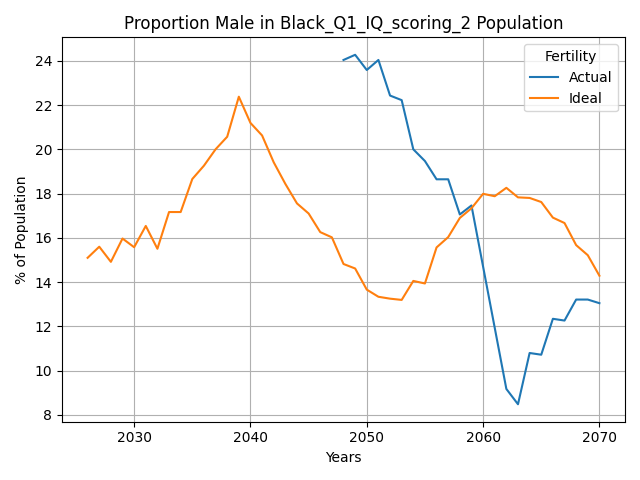 Proportion Male in Black_Q1_IQ_scoring_2 Population
Fertility
Actual
Ideal
% of Population
24
22
20
18
16
14
12
10
8
2030
2040
2050
2060
2070
Years